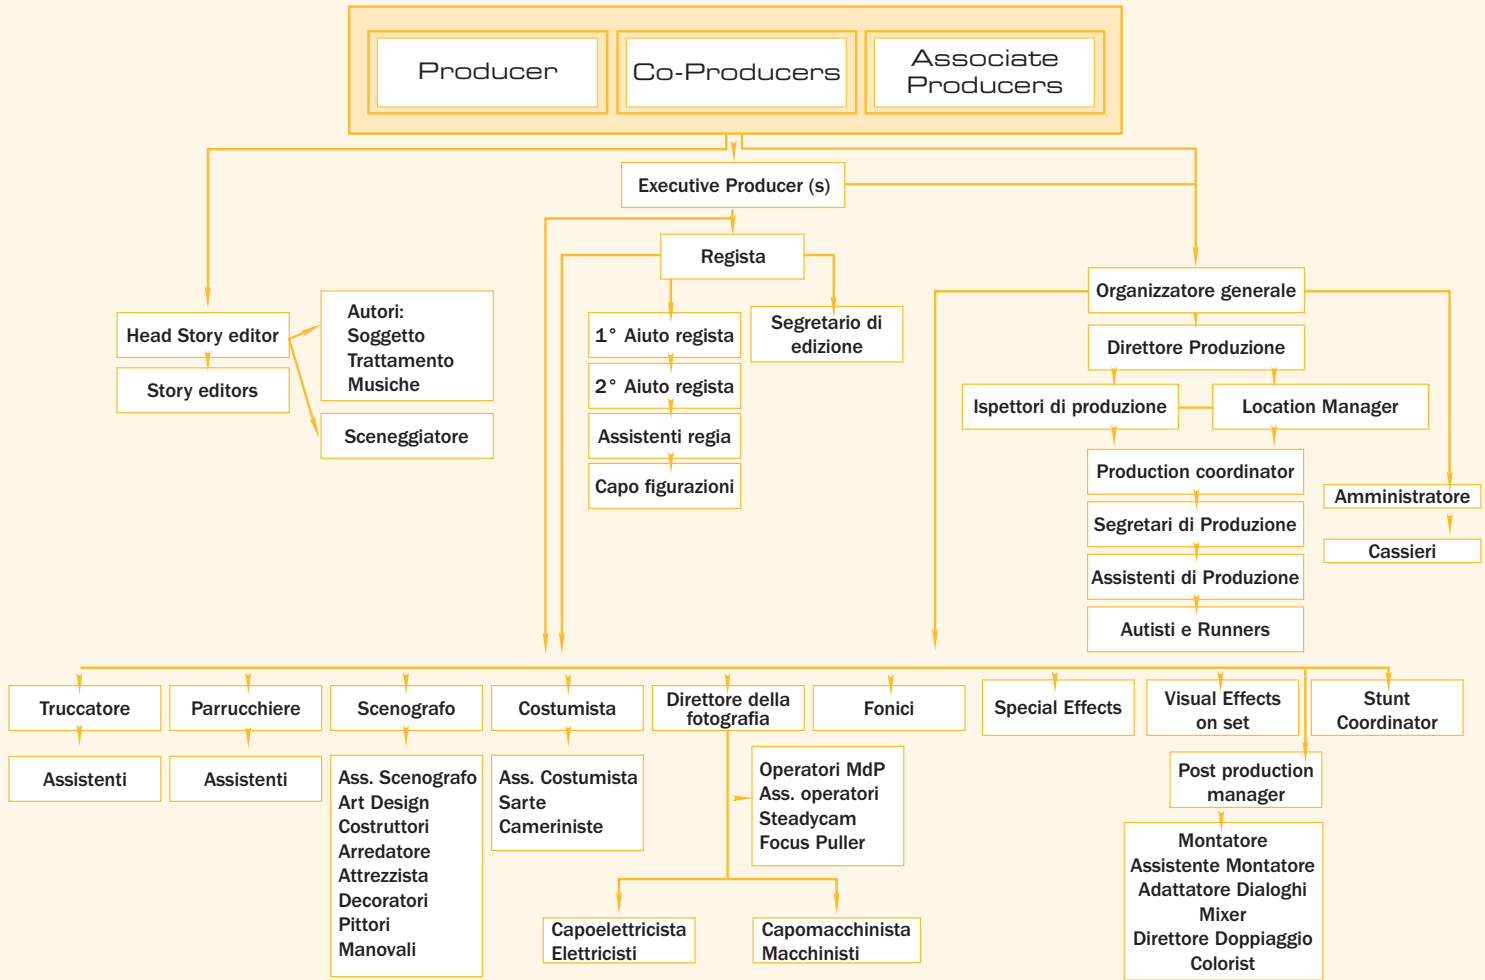 Producer
Co-Producers
Associate
Producers
Executive Producer (s)
Regista
Organizzatore generale
Head Story editor
Story editors
Autori:
Soggetto
Trattamento
Musiche
Sceneggiatore
1° Aiuto regista
2° Aiuto regista
Assistenti regia
Capo figurazioni
Segretario di
edizione
Direttore Produzione
Ispettori di produzione
Location Manager
Production coordinator
Segretari di Produzione
Assistenti di Produzione
Autisti e Runners
Amministratore
Cassieri
Truccatore
Parrucchiere
Scenografo
Costumista
Direttore della
fotografia
Fonici
Special Effects
Visual Effects
on set
Stunt
Coordinator
Assistenti
Assistenti
Ass. Scenografo
Art Design
Costruttori
Arredatore
Attrezzista
Decoratori
Pittori
Manovali
Ass. Costumista
Sarte
Cameriniste
Operatori MdP
Ass. operatori
Steadycam
Focus Puller
Capoelettricista
Elettricisti
Capomacchinista
Macchinisti
Post production
manager
Montatore
Assistente Montatore
Adattatore Dialoghi
Mixer
Direttore Doppiaggio
Colorist